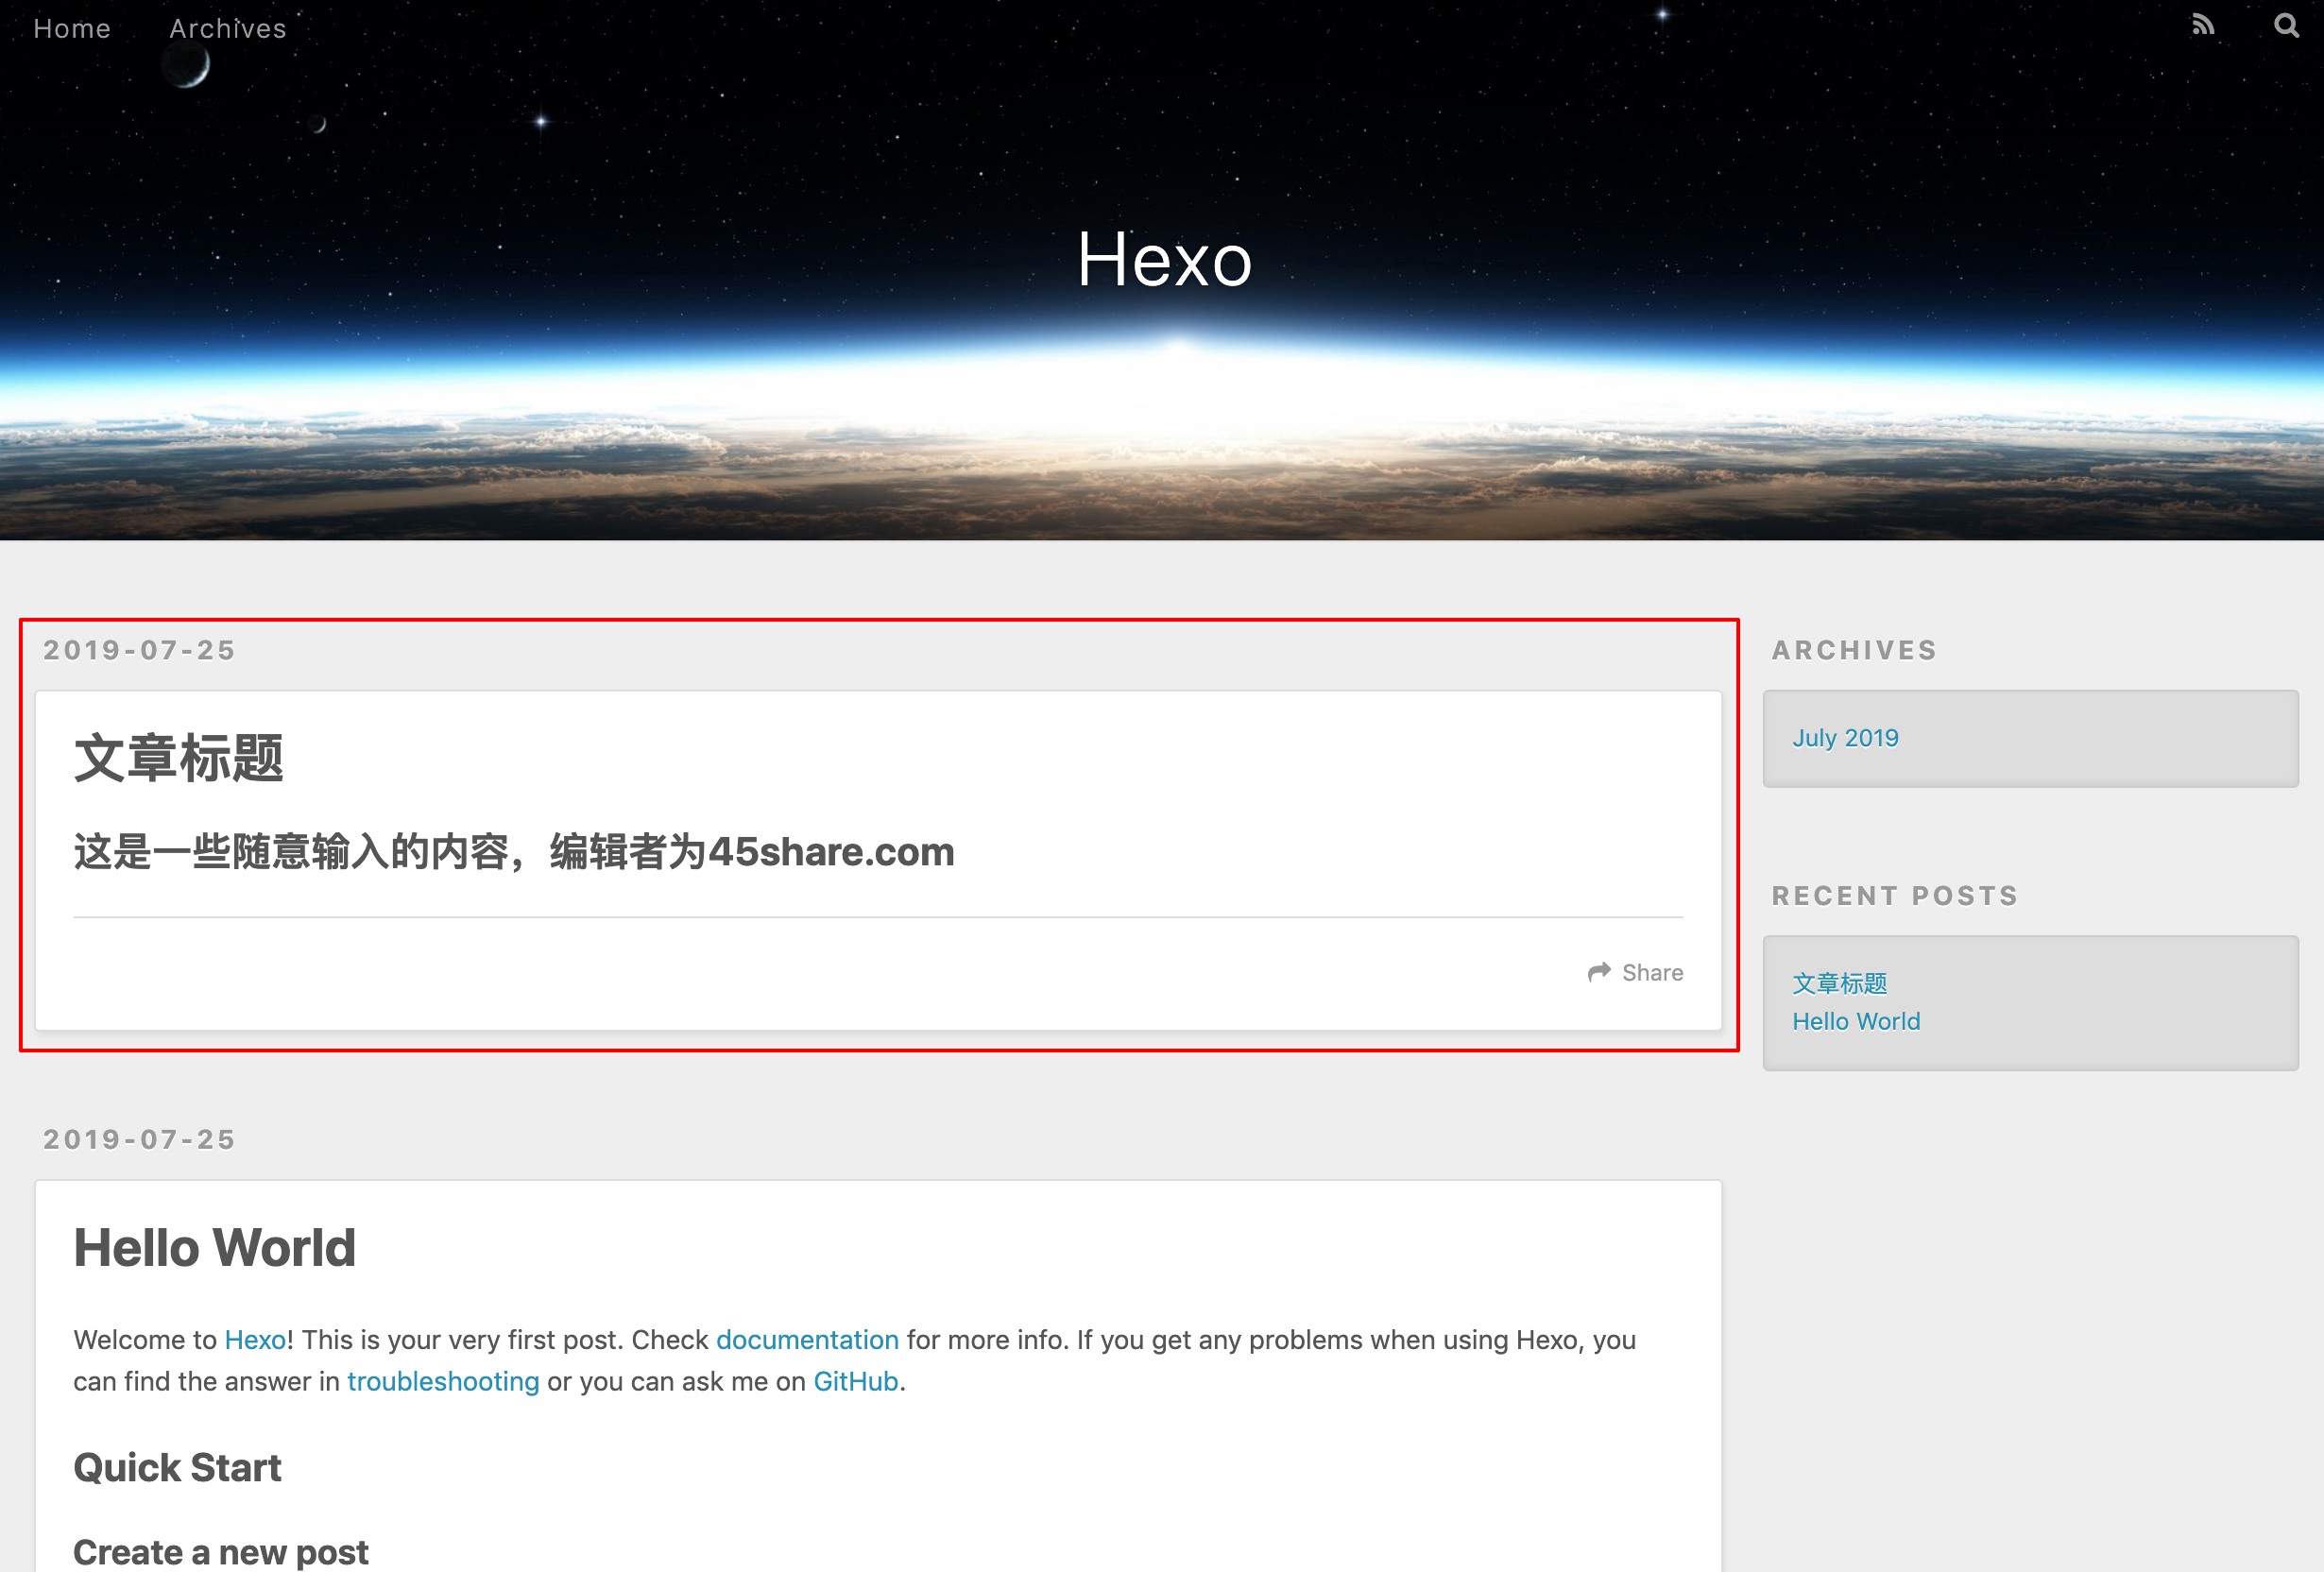 Home Archives
Hexo
2019-07-25
文章标题
这是一些随意输入的内容，编辑者为45share.com
Share
2019-07-25
Hello World
Welcome to Hexo! This is your very first post. Check documentation for more info. If you get any problems when using Hexo, you
can find the answer in troubleshooting or you can ask me on GitHub.
Quick Start
Create a new post
ARCHIVES
July 2019
RECENT POSTS
文章标题
Hello World